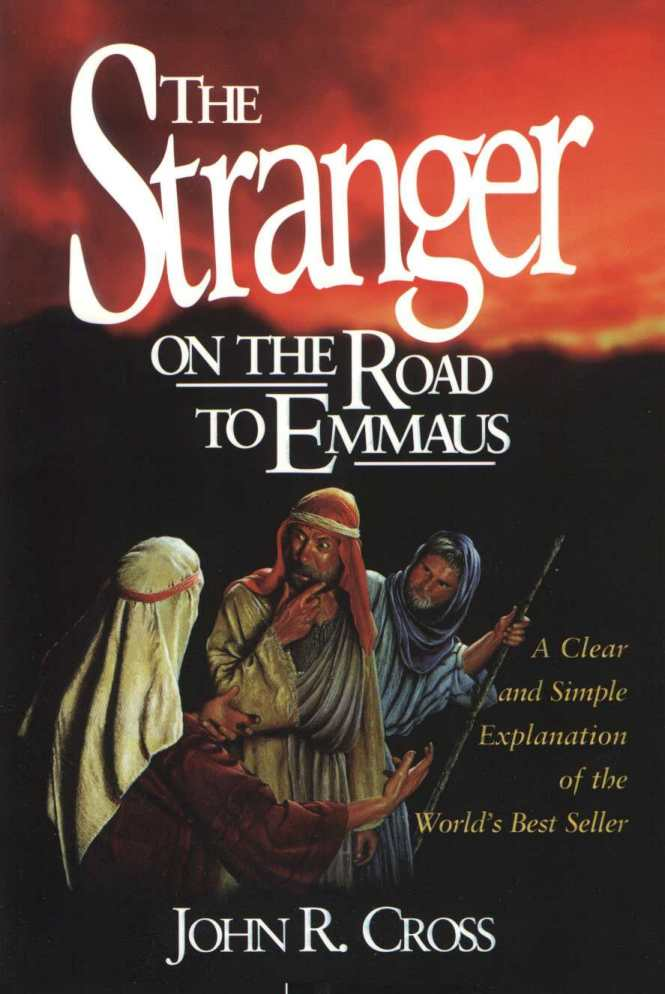 THE
Stranger
ON THE ROAD
TO EMMAUS
A Clear
and Simple
Explanation
of the
World's Best Seller
JOHN R. CROSS